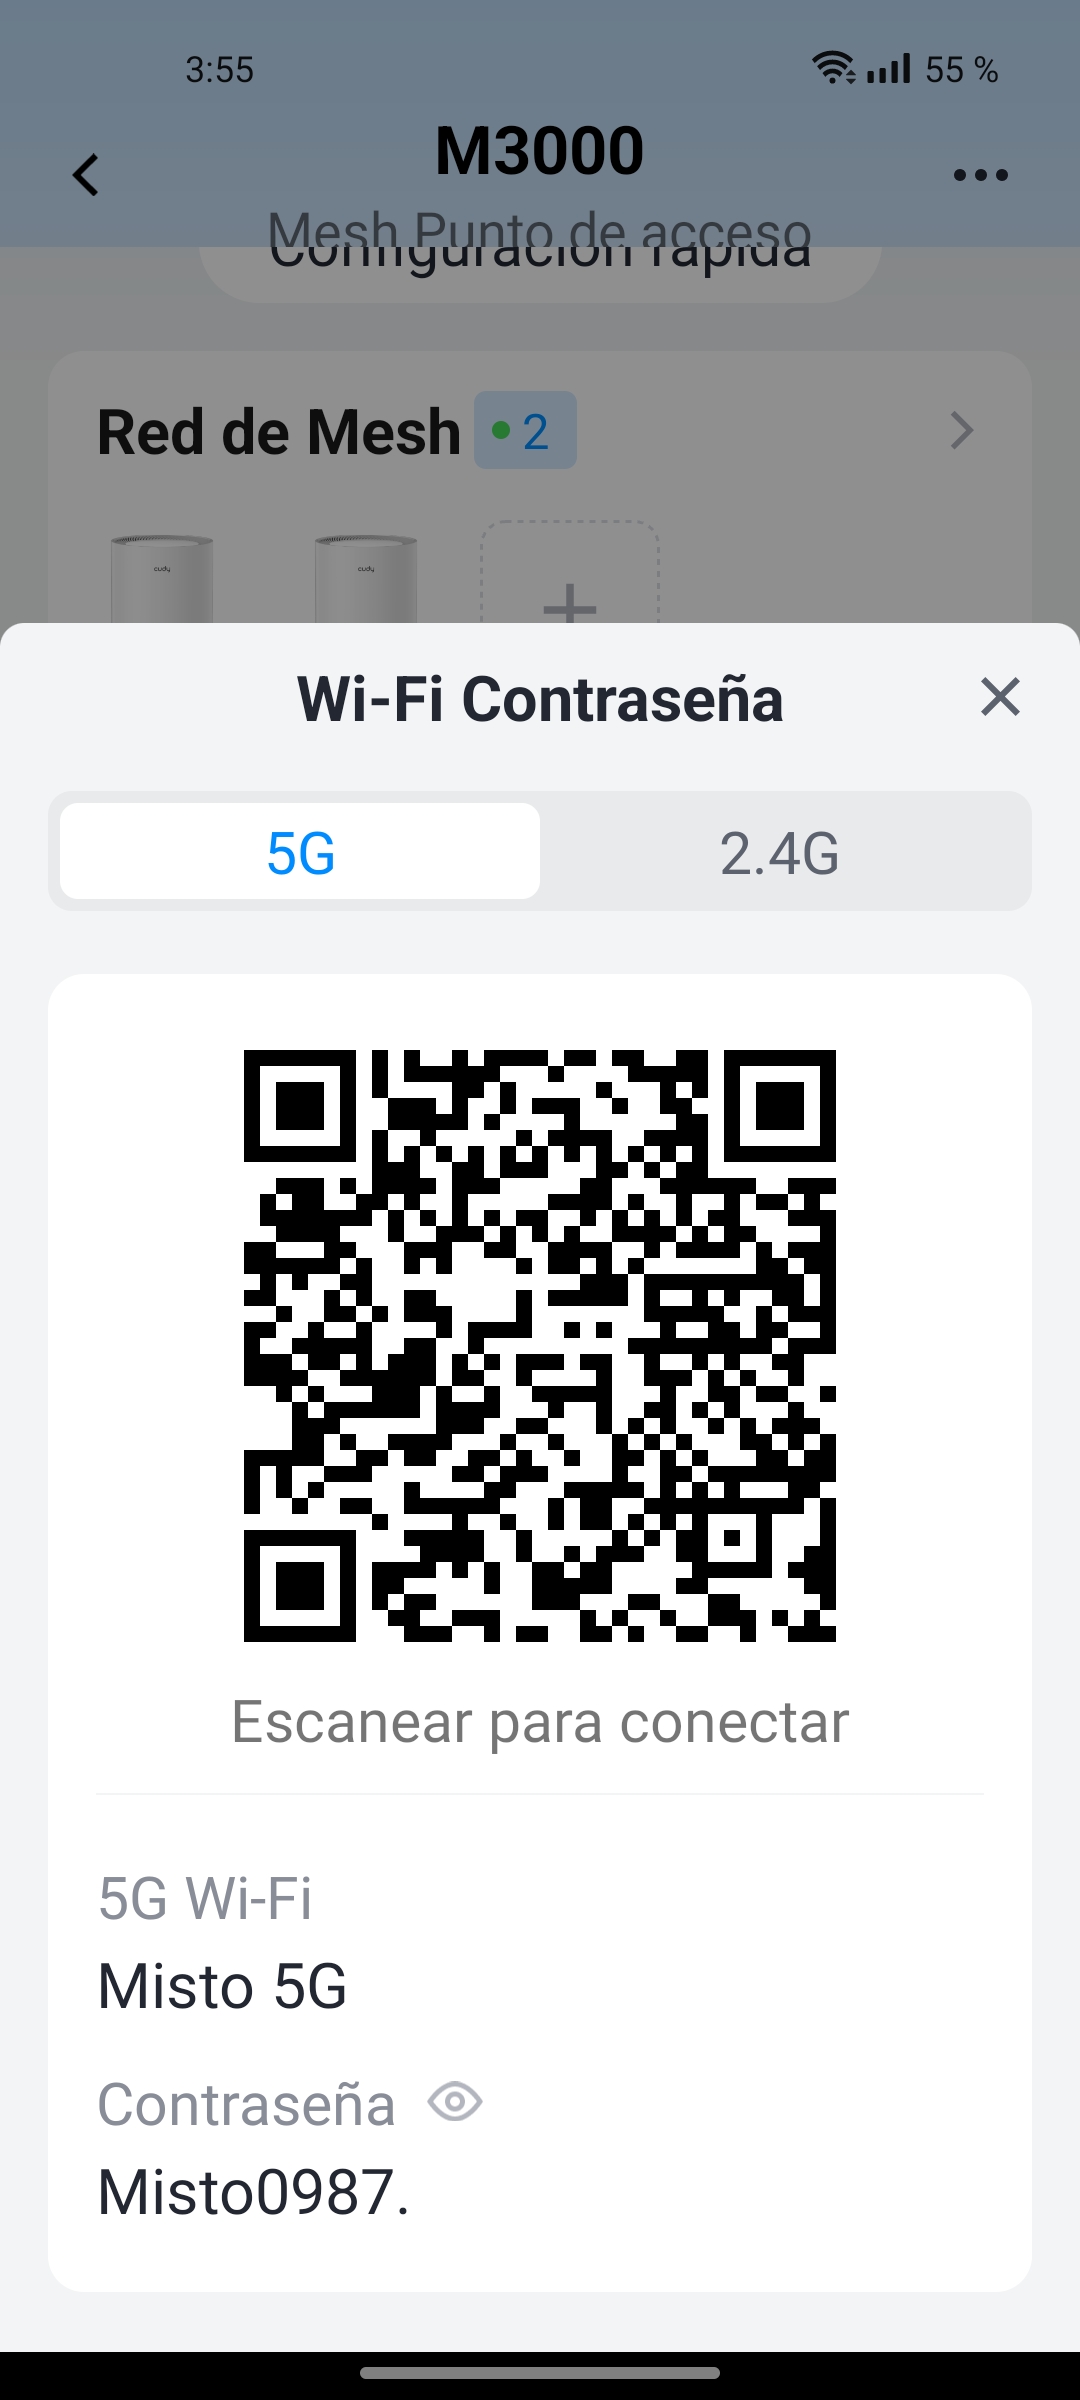 3:55
55 %
M3000
Mesh Punto de acceso
Configuración rápida
Red de Mesh 2
cudy cudy
Wi-Fi Contraseña
5G 2.4G
Escanear para conectar
5G Wi-Fi
Misto 5G
Contraseña
Misto0987.